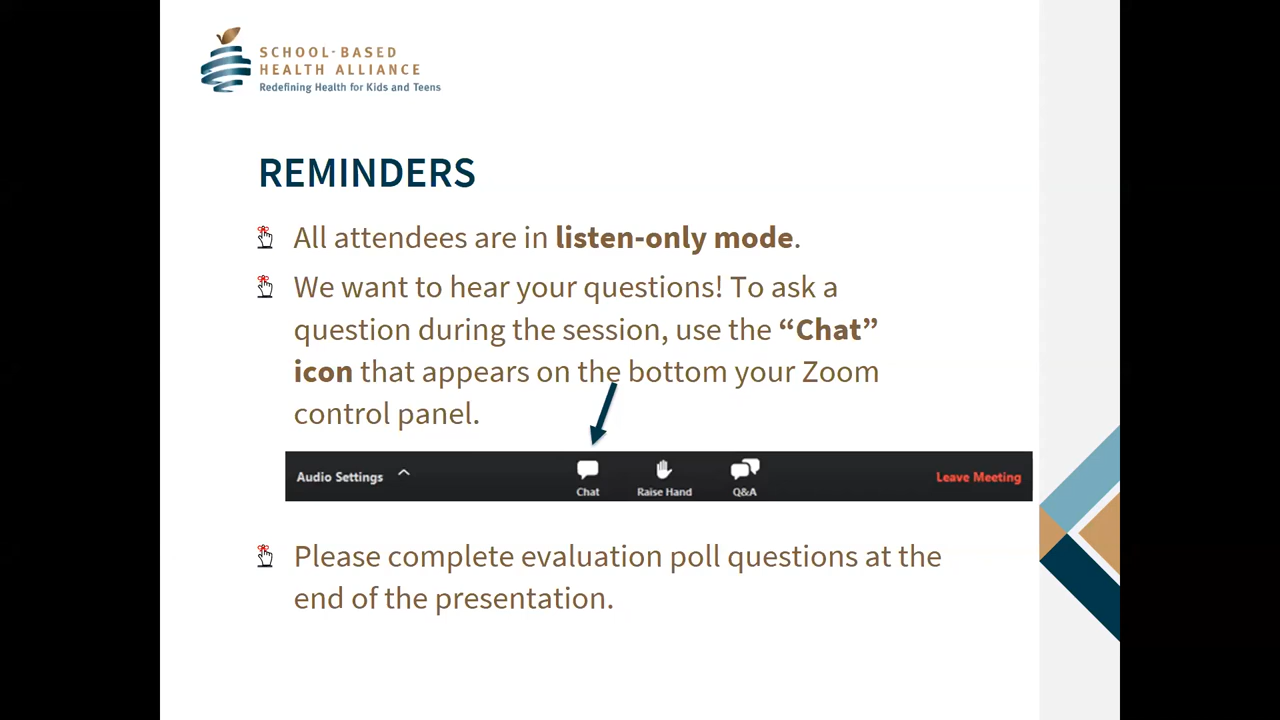 SCHOOL-BASED
HEALTH ALLIANCE
Redefining Health for Kids and Teens
REMINDERS
All attendees are in listen-only mode.
We want to hear your questions! To ask a
question during the session, use the “Chat”
icon that appears on the bottom your Zoom
control panel.
Audio Settings Chat Raise Hand Q&A Leave Meeting
Please complete evaluation poll questions at the
end of the presentation.